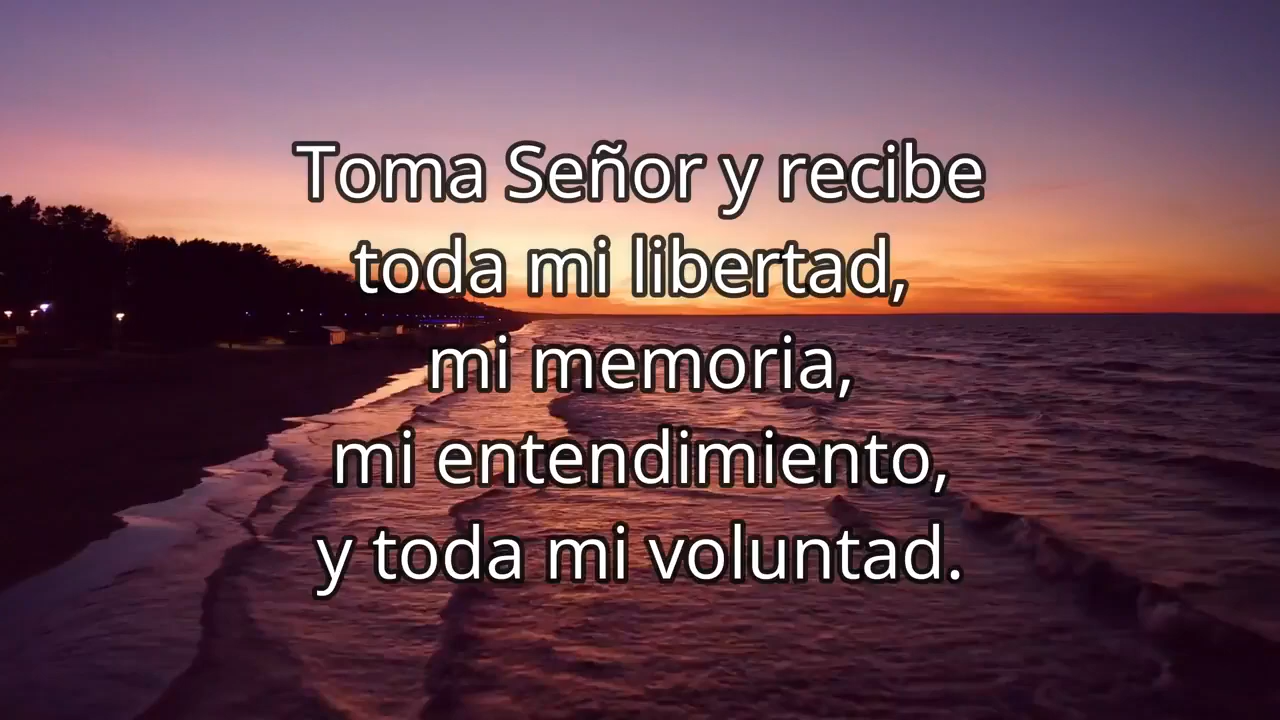 Toma Señor y recibe
toda mi libertad,
mi memoria,
mi entendimiento,
y toda mi voluntad.